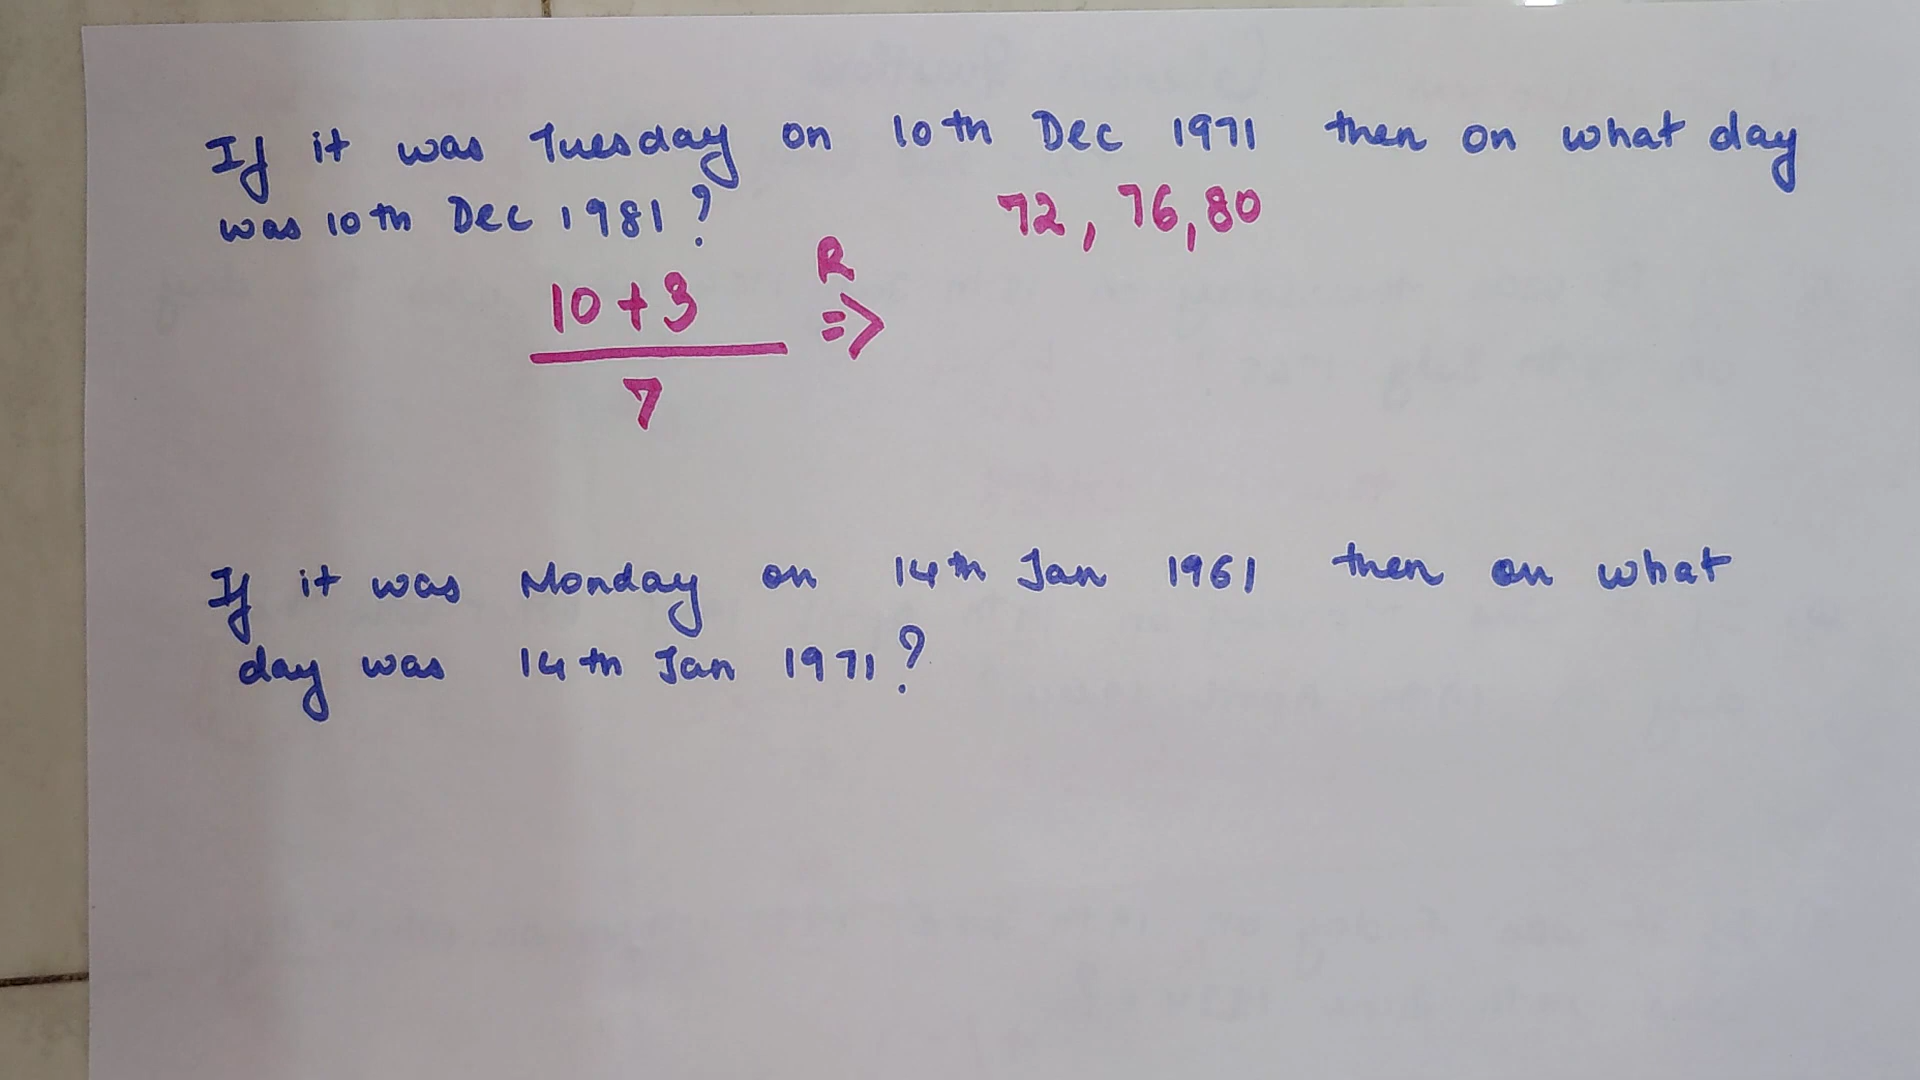 If it was Tuesday on 10th Dec 1971 then on what day
was 10th Dec 1981?
72, 76, 80
10+3
R
=>
7
If it was Monday on 14th Jan 1961 then on what
day was 14th Jan 1971?